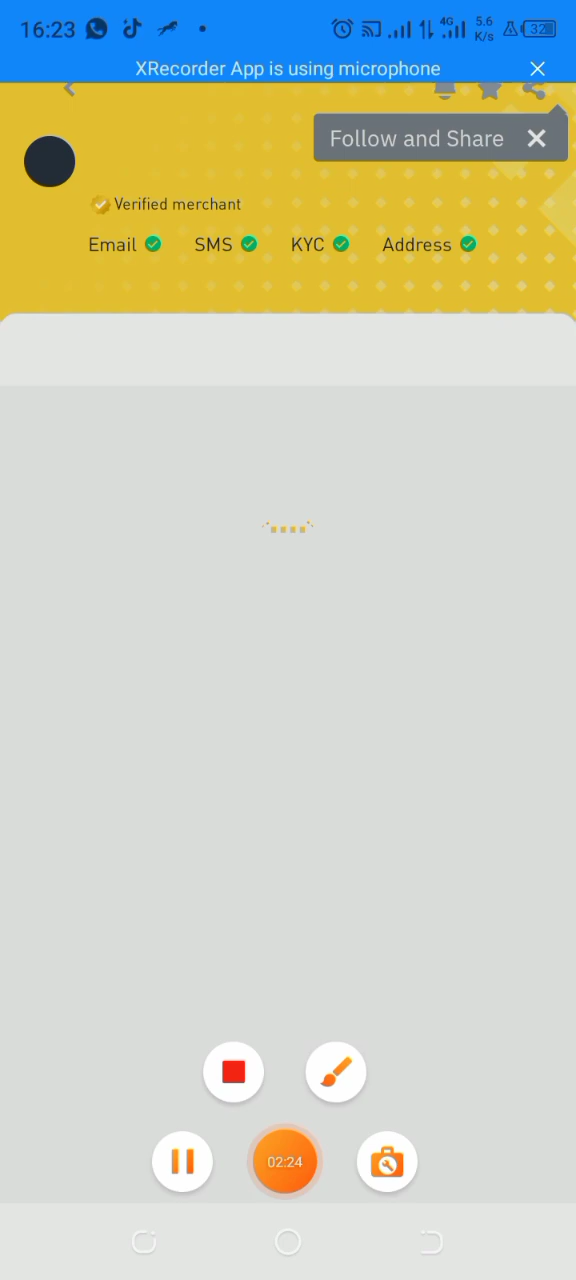 16:23 4G 5.6 K/s 32
XRecorder App is using microphone
Follow and Share
Verified merchant
Email SMS KYC Address
02:24